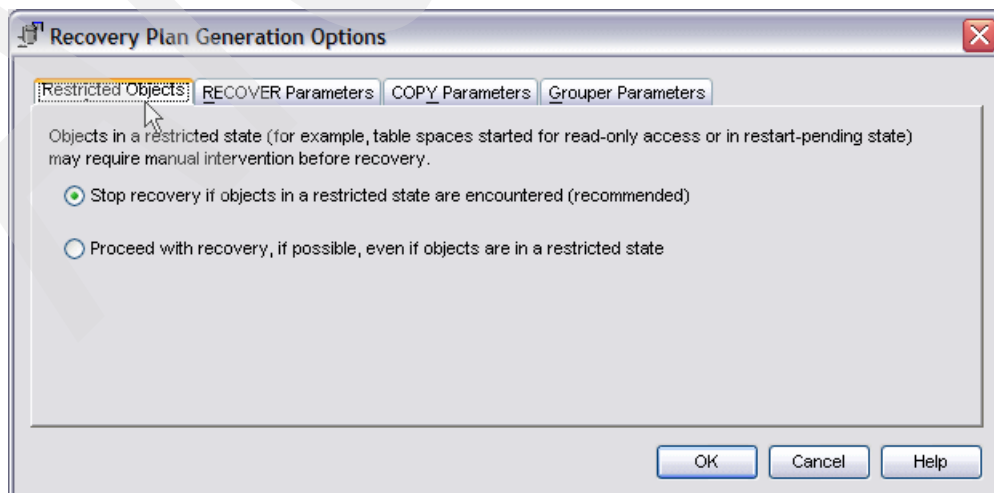 Recovery Plan Generation Options
Restricted Objects RECOVER Parameters COPY Parameters Grouper Parameters
Objects in a restricted state (for example, table spaces started for read-only access or in restart-pending state)
may require manual intervention before recovery.
Stop recovery if objects in a restricted state are encountered (recommended)
Proceed with recovery, if possible, even if objects are in a restricted state
OK Cancel Help